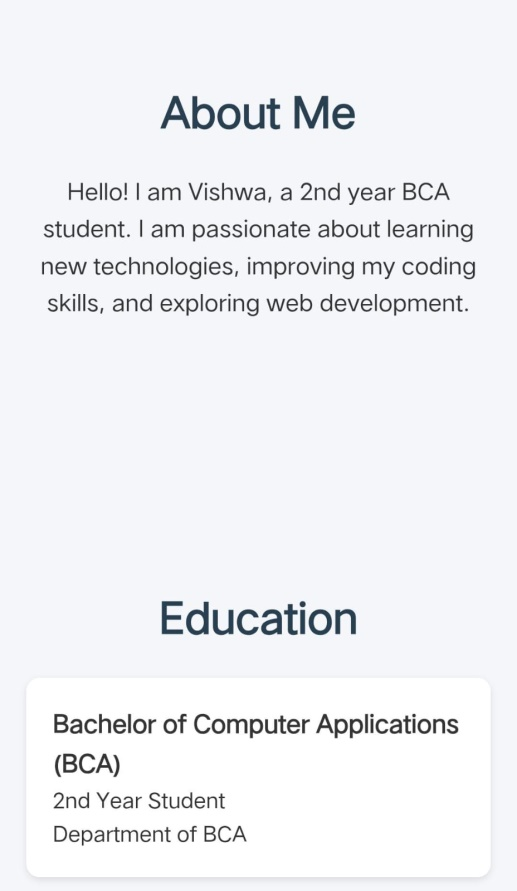 About Me
Hello! I am Vishwa, a 2nd year BCA
student. I am passionate about learning
new technologies, improving my coding
skills, and exploring web development.
Education
Bachelor of Computer Applications
(BCA)
2nd Year Student
Department of BCA